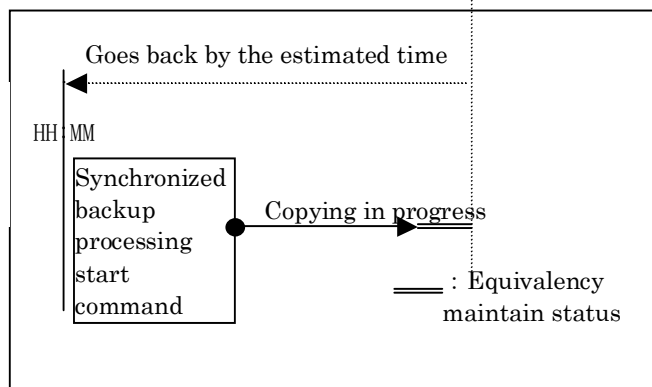 Goes back by the estimated time
HH:MM
Synchronized
backup
processing
start
command
Copying in progress
: Equivalency
maintain status